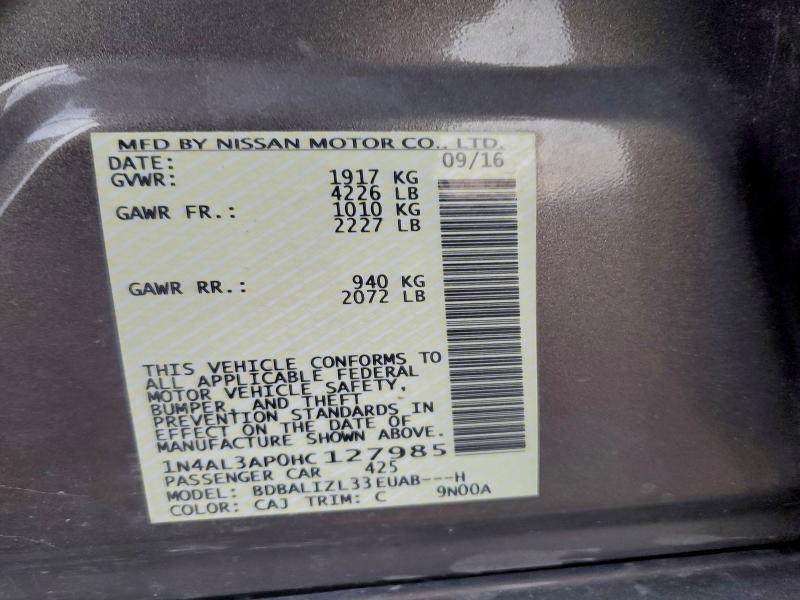 MFD BY NISSAN MOTOR CO., LTD.
DATE: 09/16
GVWR: 1917 KG
4226 LB
GAWR FR.: 1010 KG
2227 LB
GAWR RR.: 940 KG
2072 LB
THIS VEHICLE CONFORMS TO
ALL APPLICABLE FEDERAL
MOTOR VEHICLE SAFETY,
BUMPER, AND THEFT
PREVENTION STANDARDS IN
EFFECT ON THE DATE OF
MANUFACTURE SHOWN ABOVE.
1N4AL3AP0HC127985
PASSENGER CAR 425
MODEL: BDBALIZL33EUAB---H
COLOR: CAJ TRIM: C 9N00A